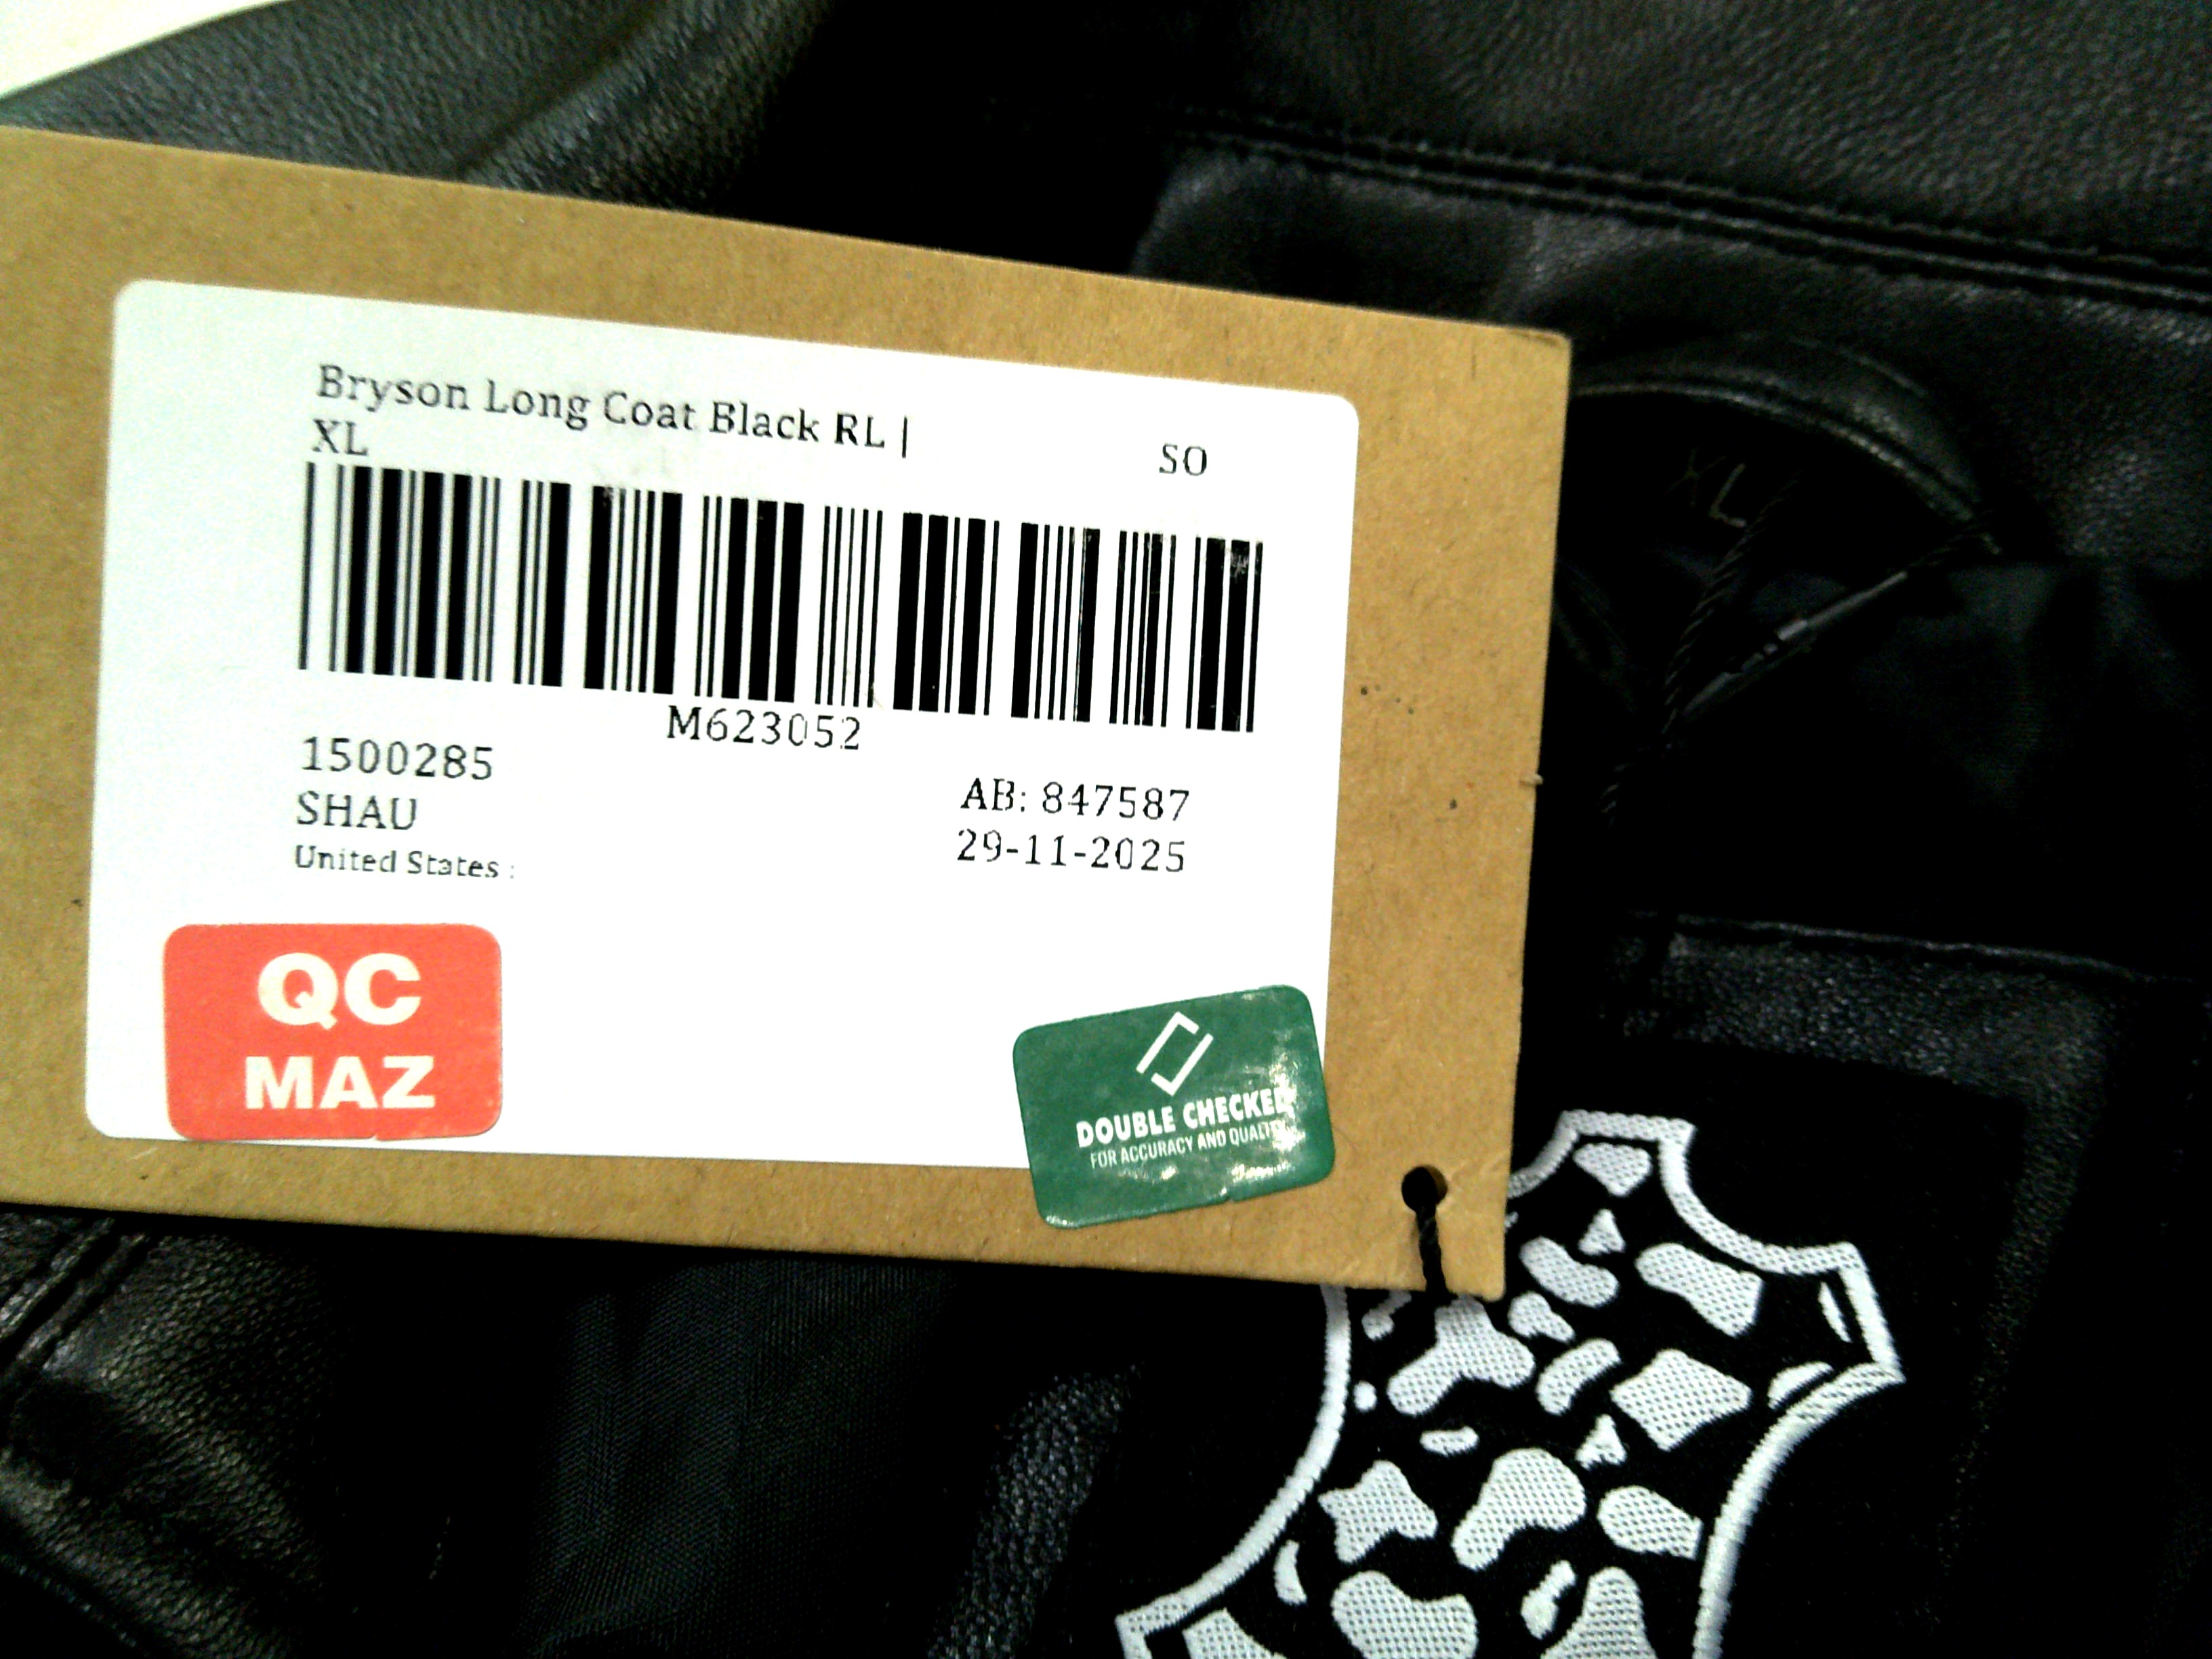 Bryson Long Coat Black RL |
XL
SO
M623052
1500285
SHAU
United States :
AB: 847587
29-11-2025
QC
MAZ
DOUBLE CHECKED
FOR ACCURACY AND QUALITY
XL